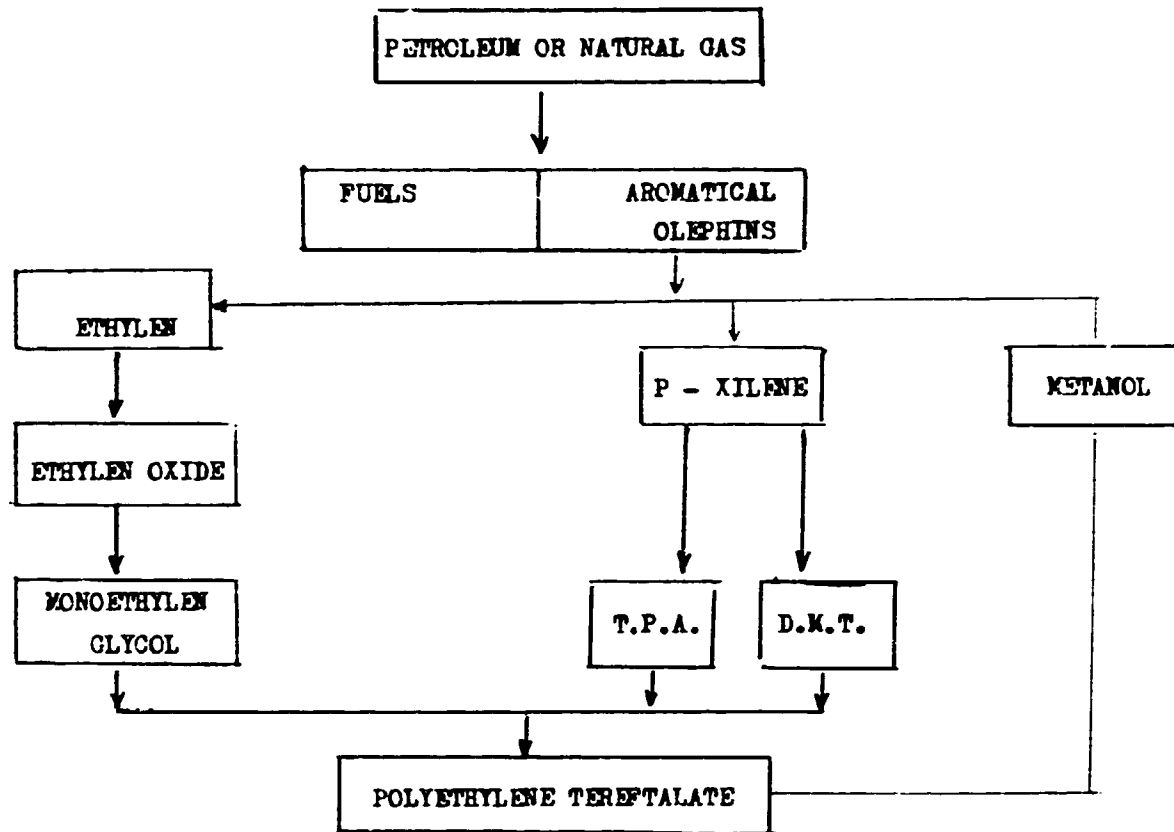 PETROLEUM OR NATURAL GAS
FUELS
AROMATICAL
OLEPHINS
ETHYLEN
P - XILENE
METANOL
ETHYLEN OXIDE
MONOETHYLEN
GLYCOL
T.P.A.
D.M.T.
POLYETHYLENE TEREFTALATE